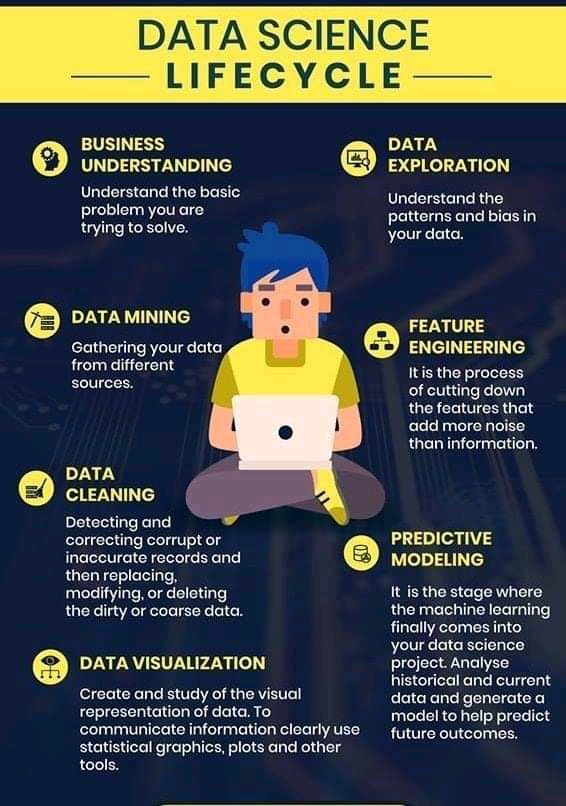 DATA SCIENCE
LIFECYCLE
BUSINESS
UNDERSTANDING
Understand the basic
problem you are
trying to solve.
DATA MINING
Gathering your data
from different
sources.
DATA
CLEANING
Detecting and
correcting corrupt or
inaccurate records and
then replacing,
modifying, or deleting
the dirty or coarse data.
DATA VISUALIZATION
Create and study of the visual
representation of data. To
communicate information clearly use
statistical graphics, plots and other
tools.
DATA
EXPLORATION
Understand the
patterns and bias in
your data.
FEATURE
ENGINEERING
It is the process
of cutting down
the features that
add more noise
than information.
PREDICTIVE
MODELING
It is the stage where
the machine learning
finally comes into
your data science
project. Analyse
historical and current
data and generate a
model to help predict
future outcomes.